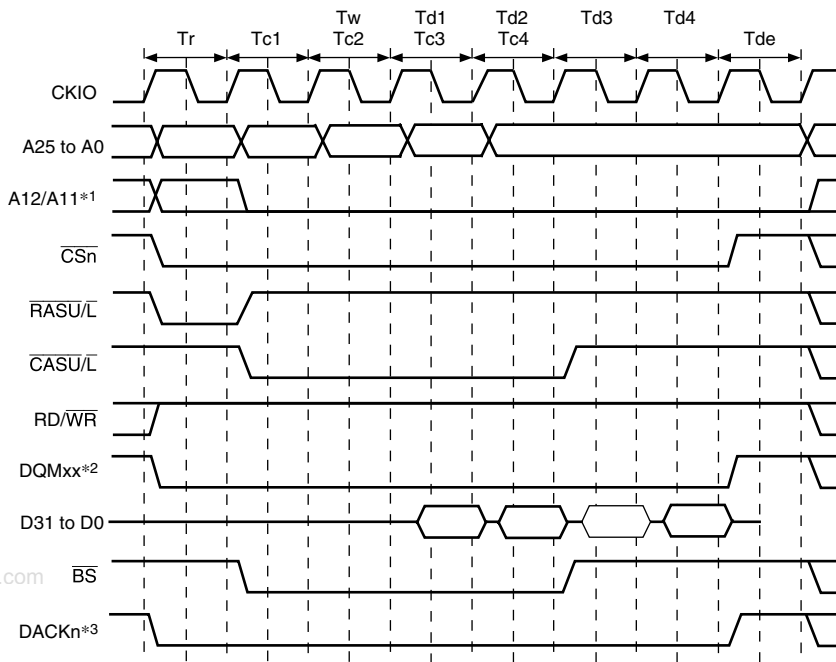 Tw Td1 Td2 Td3 Td4
Tr Tc1 Tc2 Tc3 Tc4 Tde
CKIO
A25 to A0
A12/A11*1
CSn
RASU/L
CASU/L
RD/WR
DQMxx*2
D31 to D0
.com
BS
DACKn*3